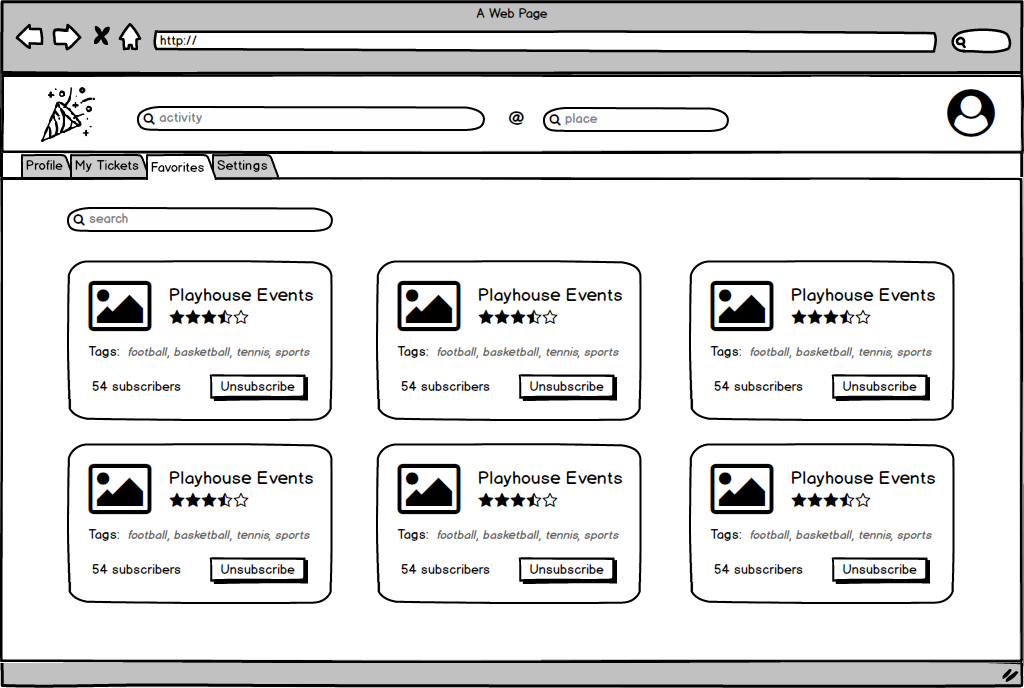 A Web Page
http://
activity
@
place
Profile
My Tickets
Favorites
Settings
search
Playhouse Events
Tags: football, basketball, tennis, sports
54 subscribers
Unsubscribe
Playhouse Events
Tags: football, basketball, tennis, sports
54 subscribers
Unsubscribe
Playhouse Events
Tags: football, basketball, tennis, sports
54 subscribers
Unsubscribe
Playhouse Events
Tags: football, basketball, tennis, sports
54 subscribers
Unsubscribe
Playhouse Events
Tags: football, basketball, tennis, sports
54 subscribers
Unsubscribe
Playhouse Events
Tags: football, basketball, tennis, sports
54 subscribers
Unsubscribe